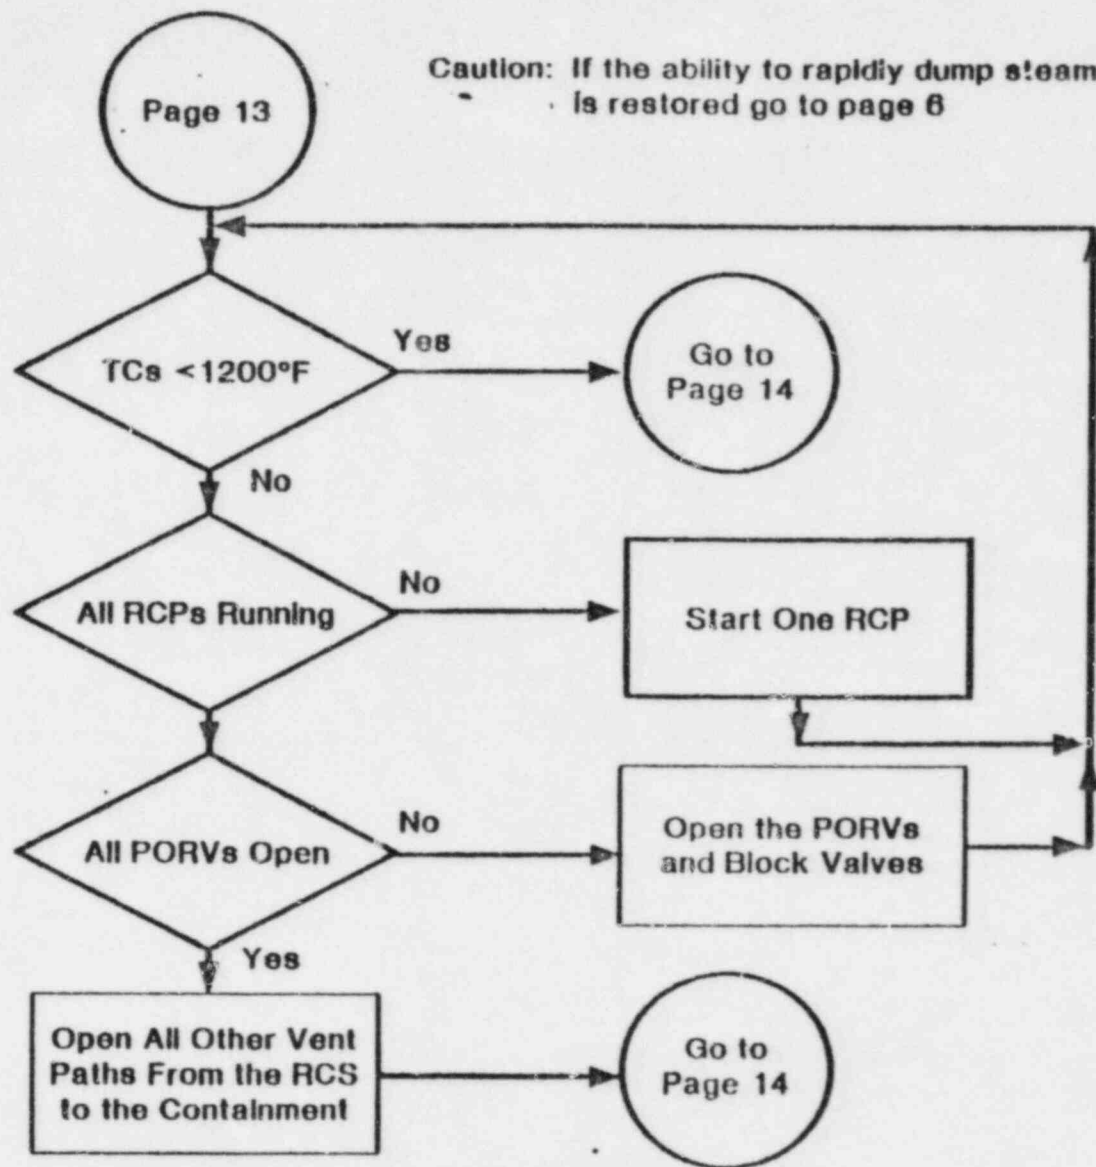 Page 13
Caution: If the ability to rapidly dump steam
is restored go to page 6
TCs <1200°F
Yes
Go to
Page 14
No
All RCPs Running
No
Start One RCP
All PORVs Open
No
Open the PORVs
and Block Valves
Yes
Open All Other Vent
Paths From the RCS
to the Containment
Go to
Page 14